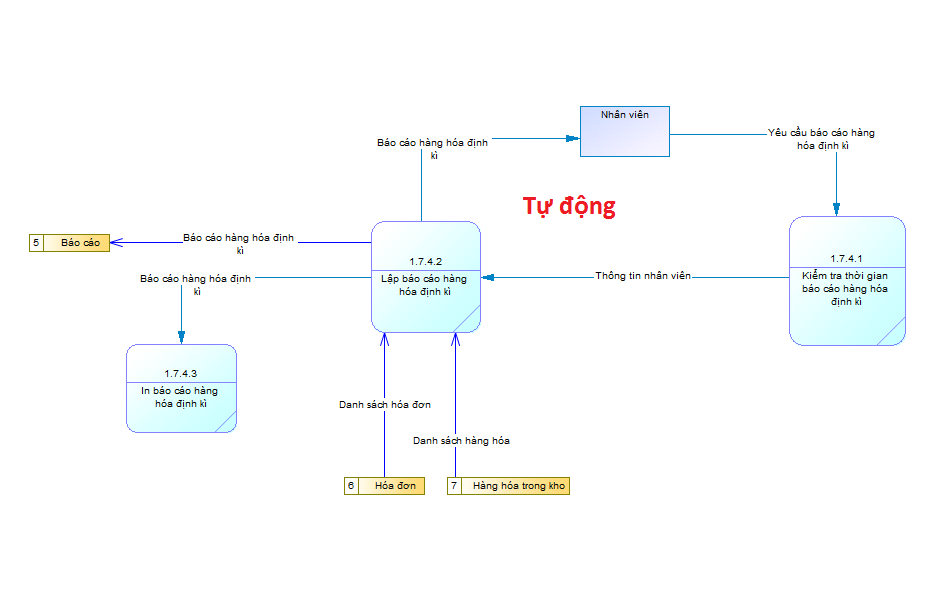 Nhân viên
Yêu cầu báo cáo hàng
hóa định kì
Báo cáo hàng hóa định
kì
Tự động
5
Báo cáo
Báo cáo hàng hóa định
kì
1.7.4.2
Lập báo cáo hàng
hóa định kì
Thông tin nhân viên
1.7.4.1
Kiểm tra thời gian
báo cáo hàng hóa
định kì
Báo cáo hàng hóa định
kì
1.7.4.3
In báo cáo hàng
hóa định kì
Danh sách hóa đơn
Danh sách hàng hóa
6
Hóa đơn
7
Hàng hóa trong kho